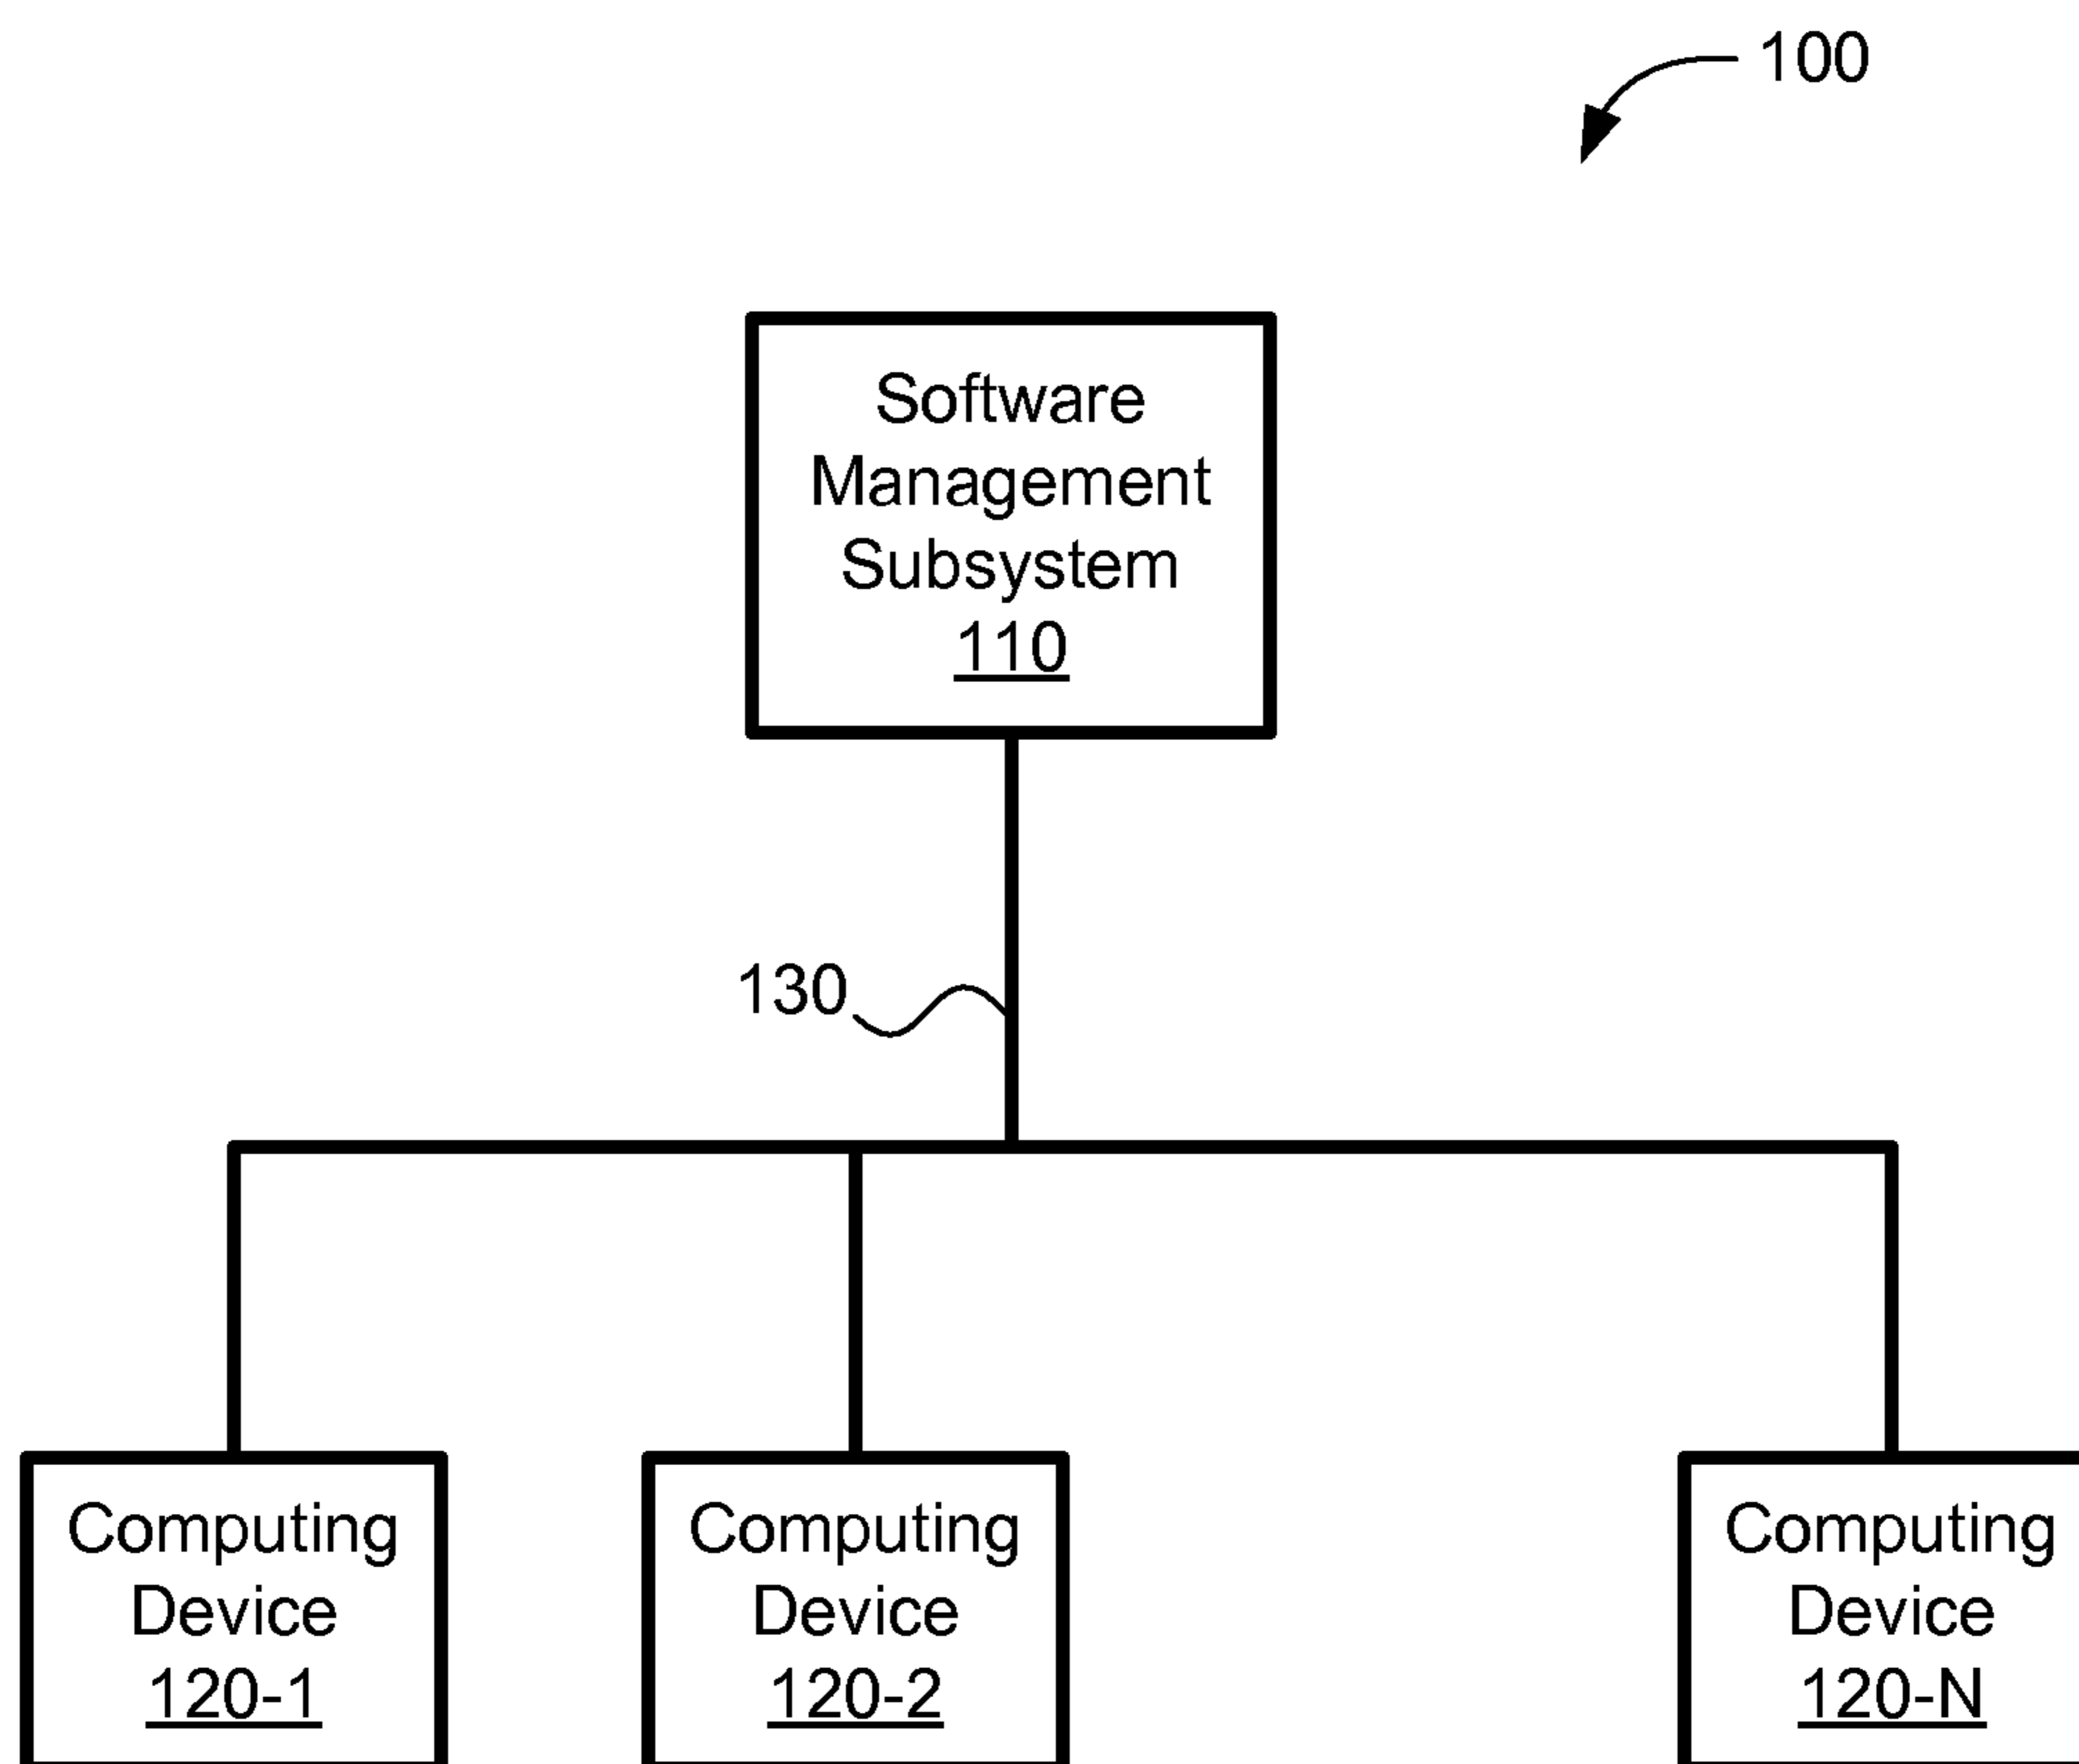 100
Software
Management
Subsystem
110
130
Computing
Device
120-1
Computing
Device
120-2
Computing
Device
120-N